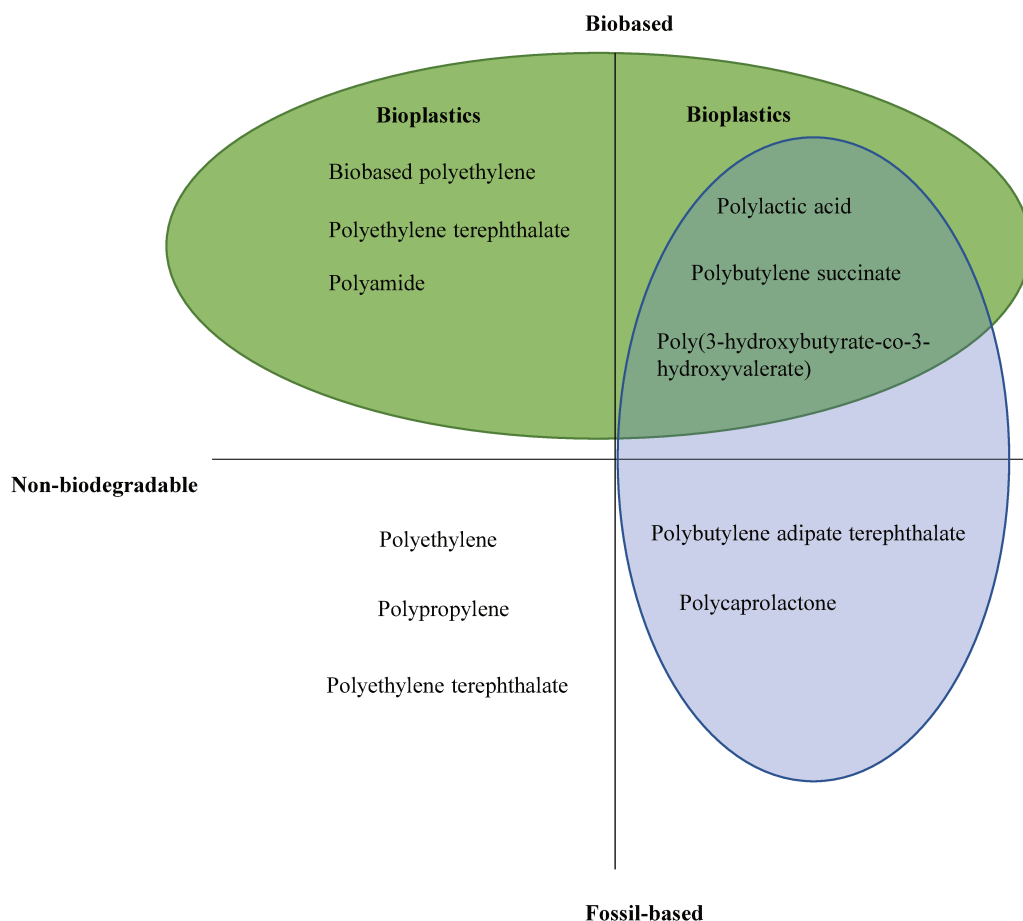 Biobased
Bioplastics
Bioplastics
Biobased polyethylene
Polylactic acid
Polyethylene terephthalate
Polybutylene succinate
Polyamide
Poly(3-hydroxybutyrate-co-3-
hydroxyvalerate)
Non-biodegradable
Polyethylene
Polybutylene adipate terephthalate
Polypropylene
Polycaprolactone
Polyethylene terephthalate
Fossil-based